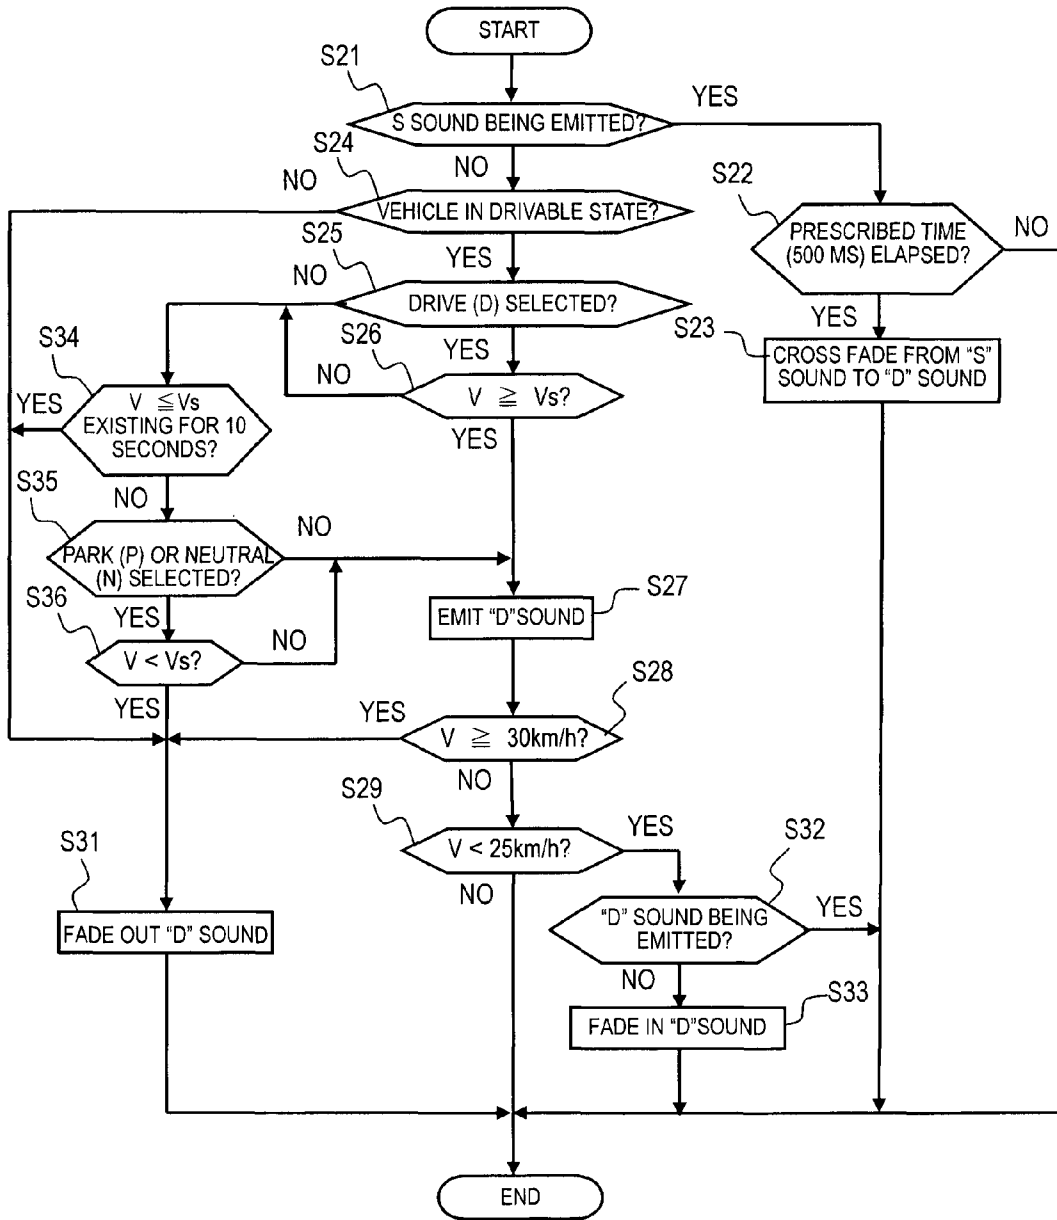 START
S21
YES
S SOUND BEING EMITTED?
S24
NO
NO
S22
VEHICLE IN DRIVABLE STATE?
PRESCRIBED TIME
(500 MS) ELAPSED?
NO
S25
YES
NO
DRIVE (D) SELECTED?
YES
S23
S34
S26
YES
CROSS FADE FROM “S”
SOUND TO “D” SOUND
NO
V ≧ Vs?
YES
V ≦Vs
EXISTING FOR 10
SECONDS?
YES
S35
NO
NO
PARK (P) OR NEUTRAL
(N) SELECTED?
S36
YES
S27
EMIT “D”SOUND
NO
V < Vs?
S28
YES
YES
V ≧ 30km/h?
NO
S29
YES
V < 25km/h?
S32
S31
NO
“D” SOUND BEING
EMITTED?
YES
FADE OUT “D” SOUND
NO
S33
FADE IN “D”SOUND
END